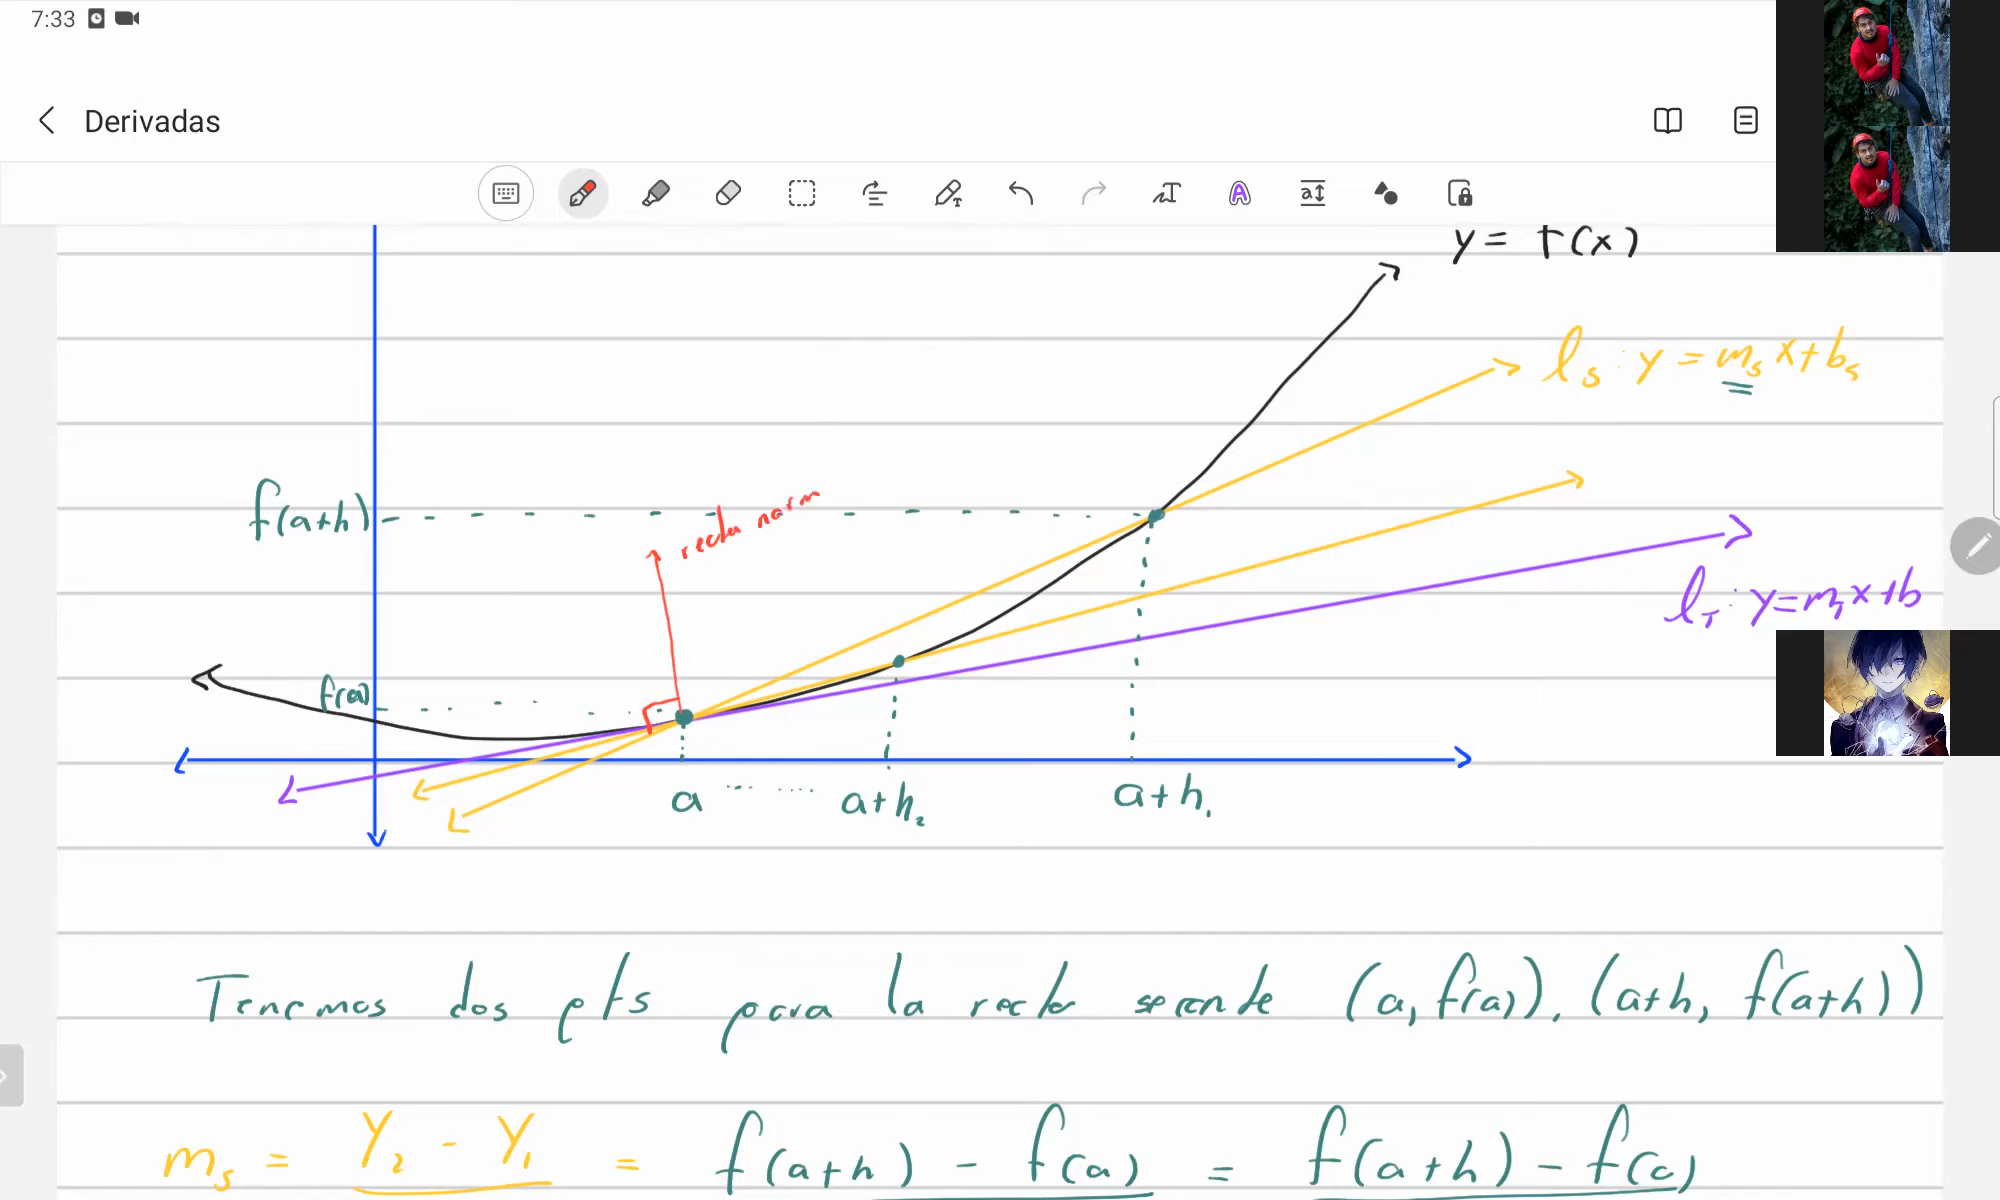 7:33
Derivadas
y = f(x)
l_s : y = m_s x + b_s
f(a+h)
recta norm
l_T : y = m_T x + b
f(a)
a ........ a+h₂ a+h₁
Tenemos dos pts para la recta secante (a, f(a)), (a+h, f(a+h))
m_s = Y₂ - Y₁ = f(a+h) - f(a) = f(a+h) - f(a)